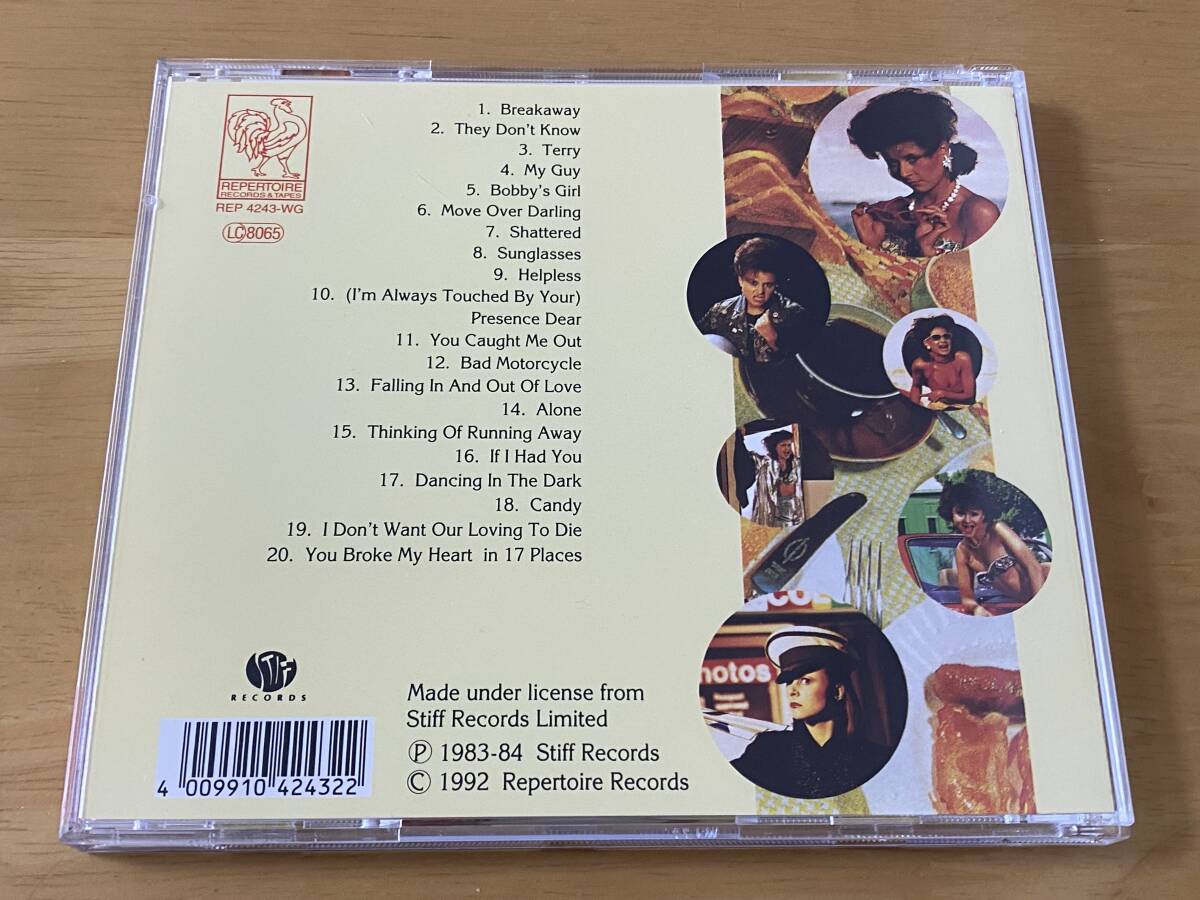 REPERTOIRE
RECORDS & TAPES
REP 4243-WG
LC 8065
1. Breakaway
2. They Don't Know
3. Terry
4. My Guy
5. Bobby's Girl
6. Move Over Darling
7. Shattered
8. Sunglasses
9. Helpless
10. (I'm Always Touched By Your)
Presence Dear
11. You Caught Me Out
12. Bad Motorcycle
13. Falling In And Out Of Love
14. Alone
15. Thinking Of Running Away
16. If I Had You
17. Dancing In The Dark
18. Candy
19. I Don't Want Our Loving To Die
20. You Broke My Heart in 17 Places
hotos
STIFF
RECORDS
Made under license from
Stiff Records Limited
Ⓟ 1983-84 Stiff Records
© 1992 Repertoire Records
4 009910 424322